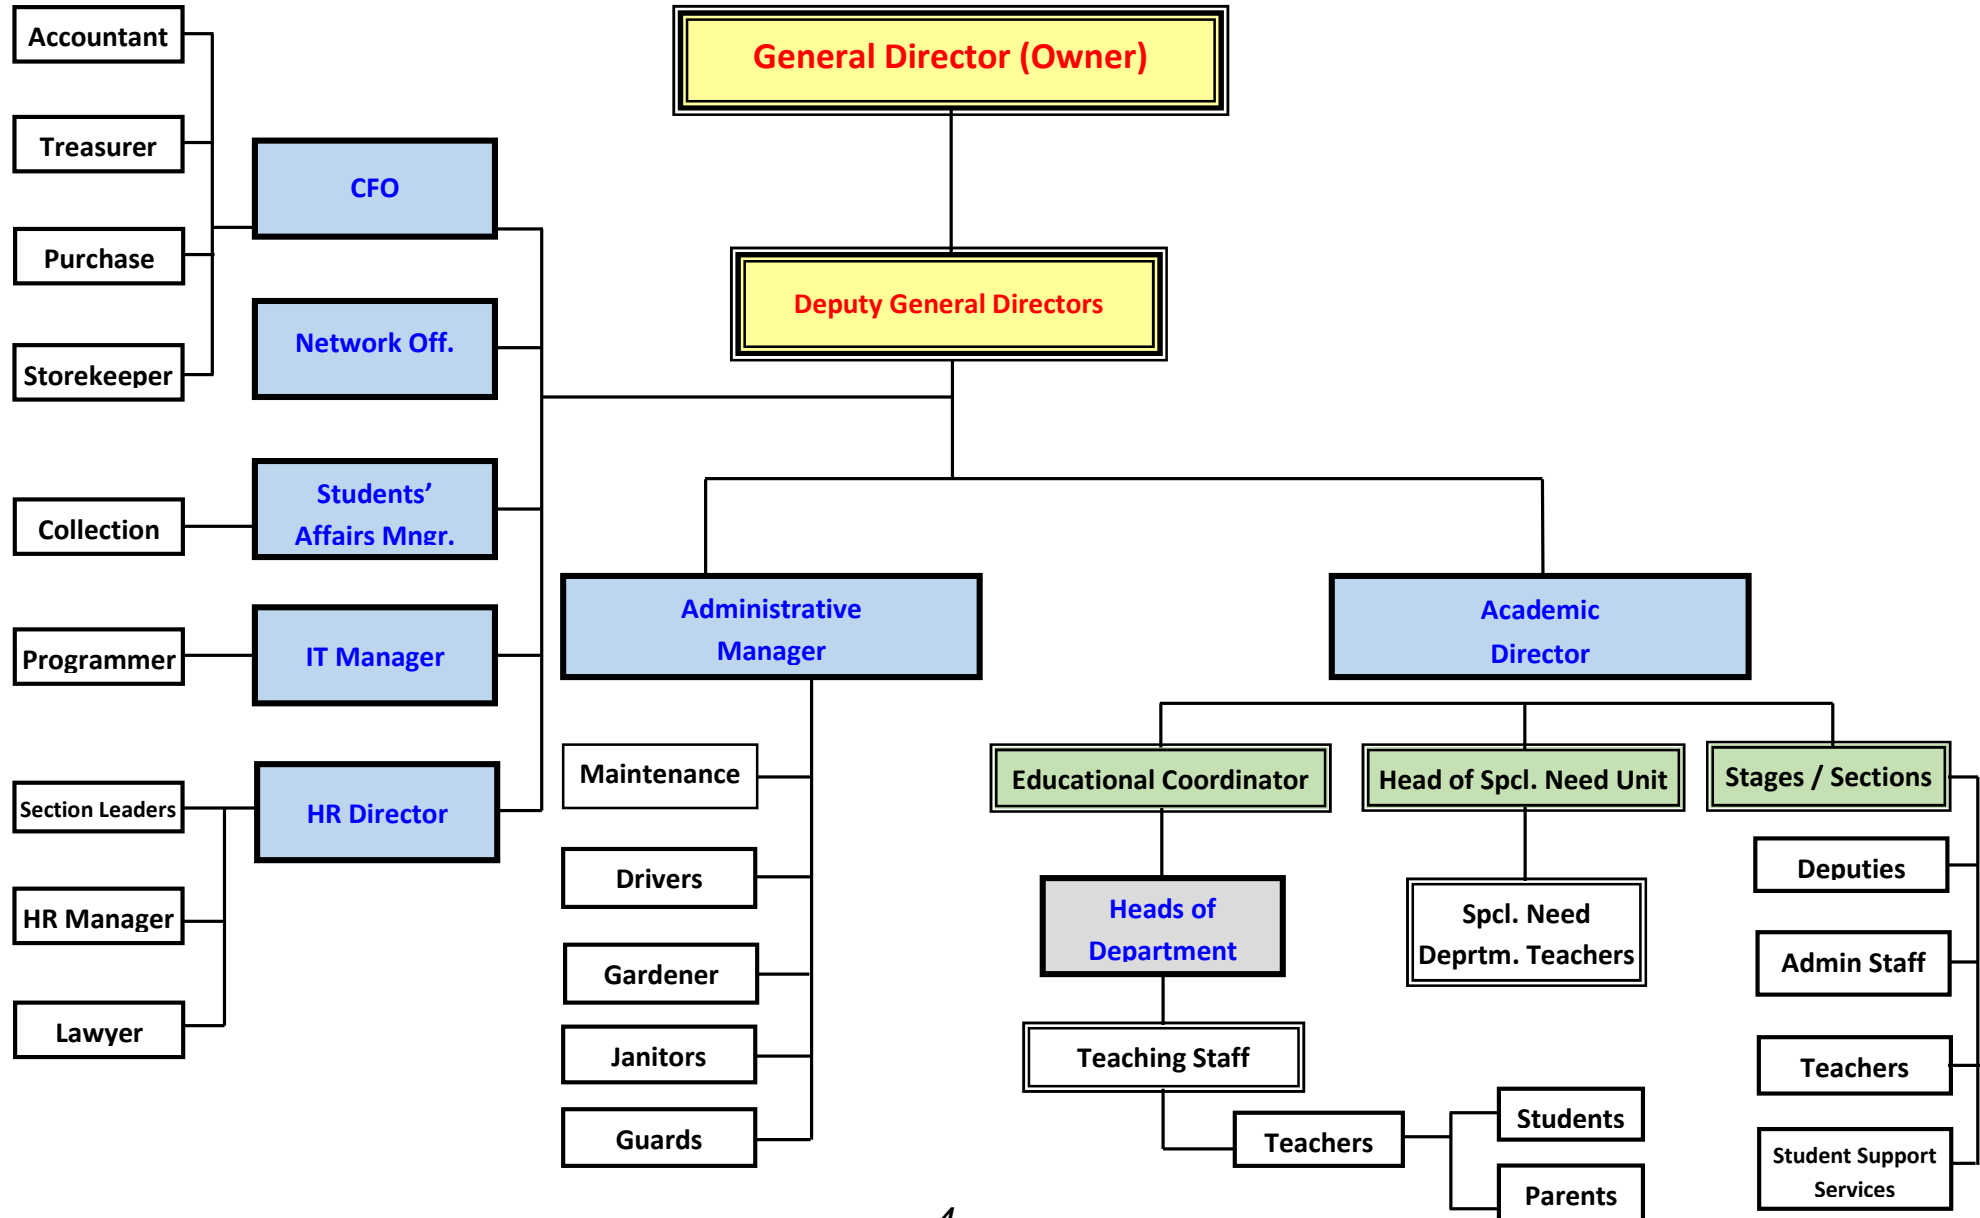 General Director (Owner)
Deputy General Directors
Accountant
Treasurer
Purchase
Storekeeper
CFO
Network Off.
Collection
Students’
Affairs Mngr.
Programmer
IT Manager
Section Leaders
HR Manager
Lawyer
HR Director
Administrative
Manager
Maintenance
Drivers
Gardener
Janitors
Guards
Academic
Director
Educational Coordinator
Heads of
Department
Teaching Staff
Teachers
Students
Parents
Head of Spcl. Need Unit
Spcl. Need
Deprtm. Teachers
Stages / Sections
Deputies
Admin Staff
Teachers
Student Support
Services